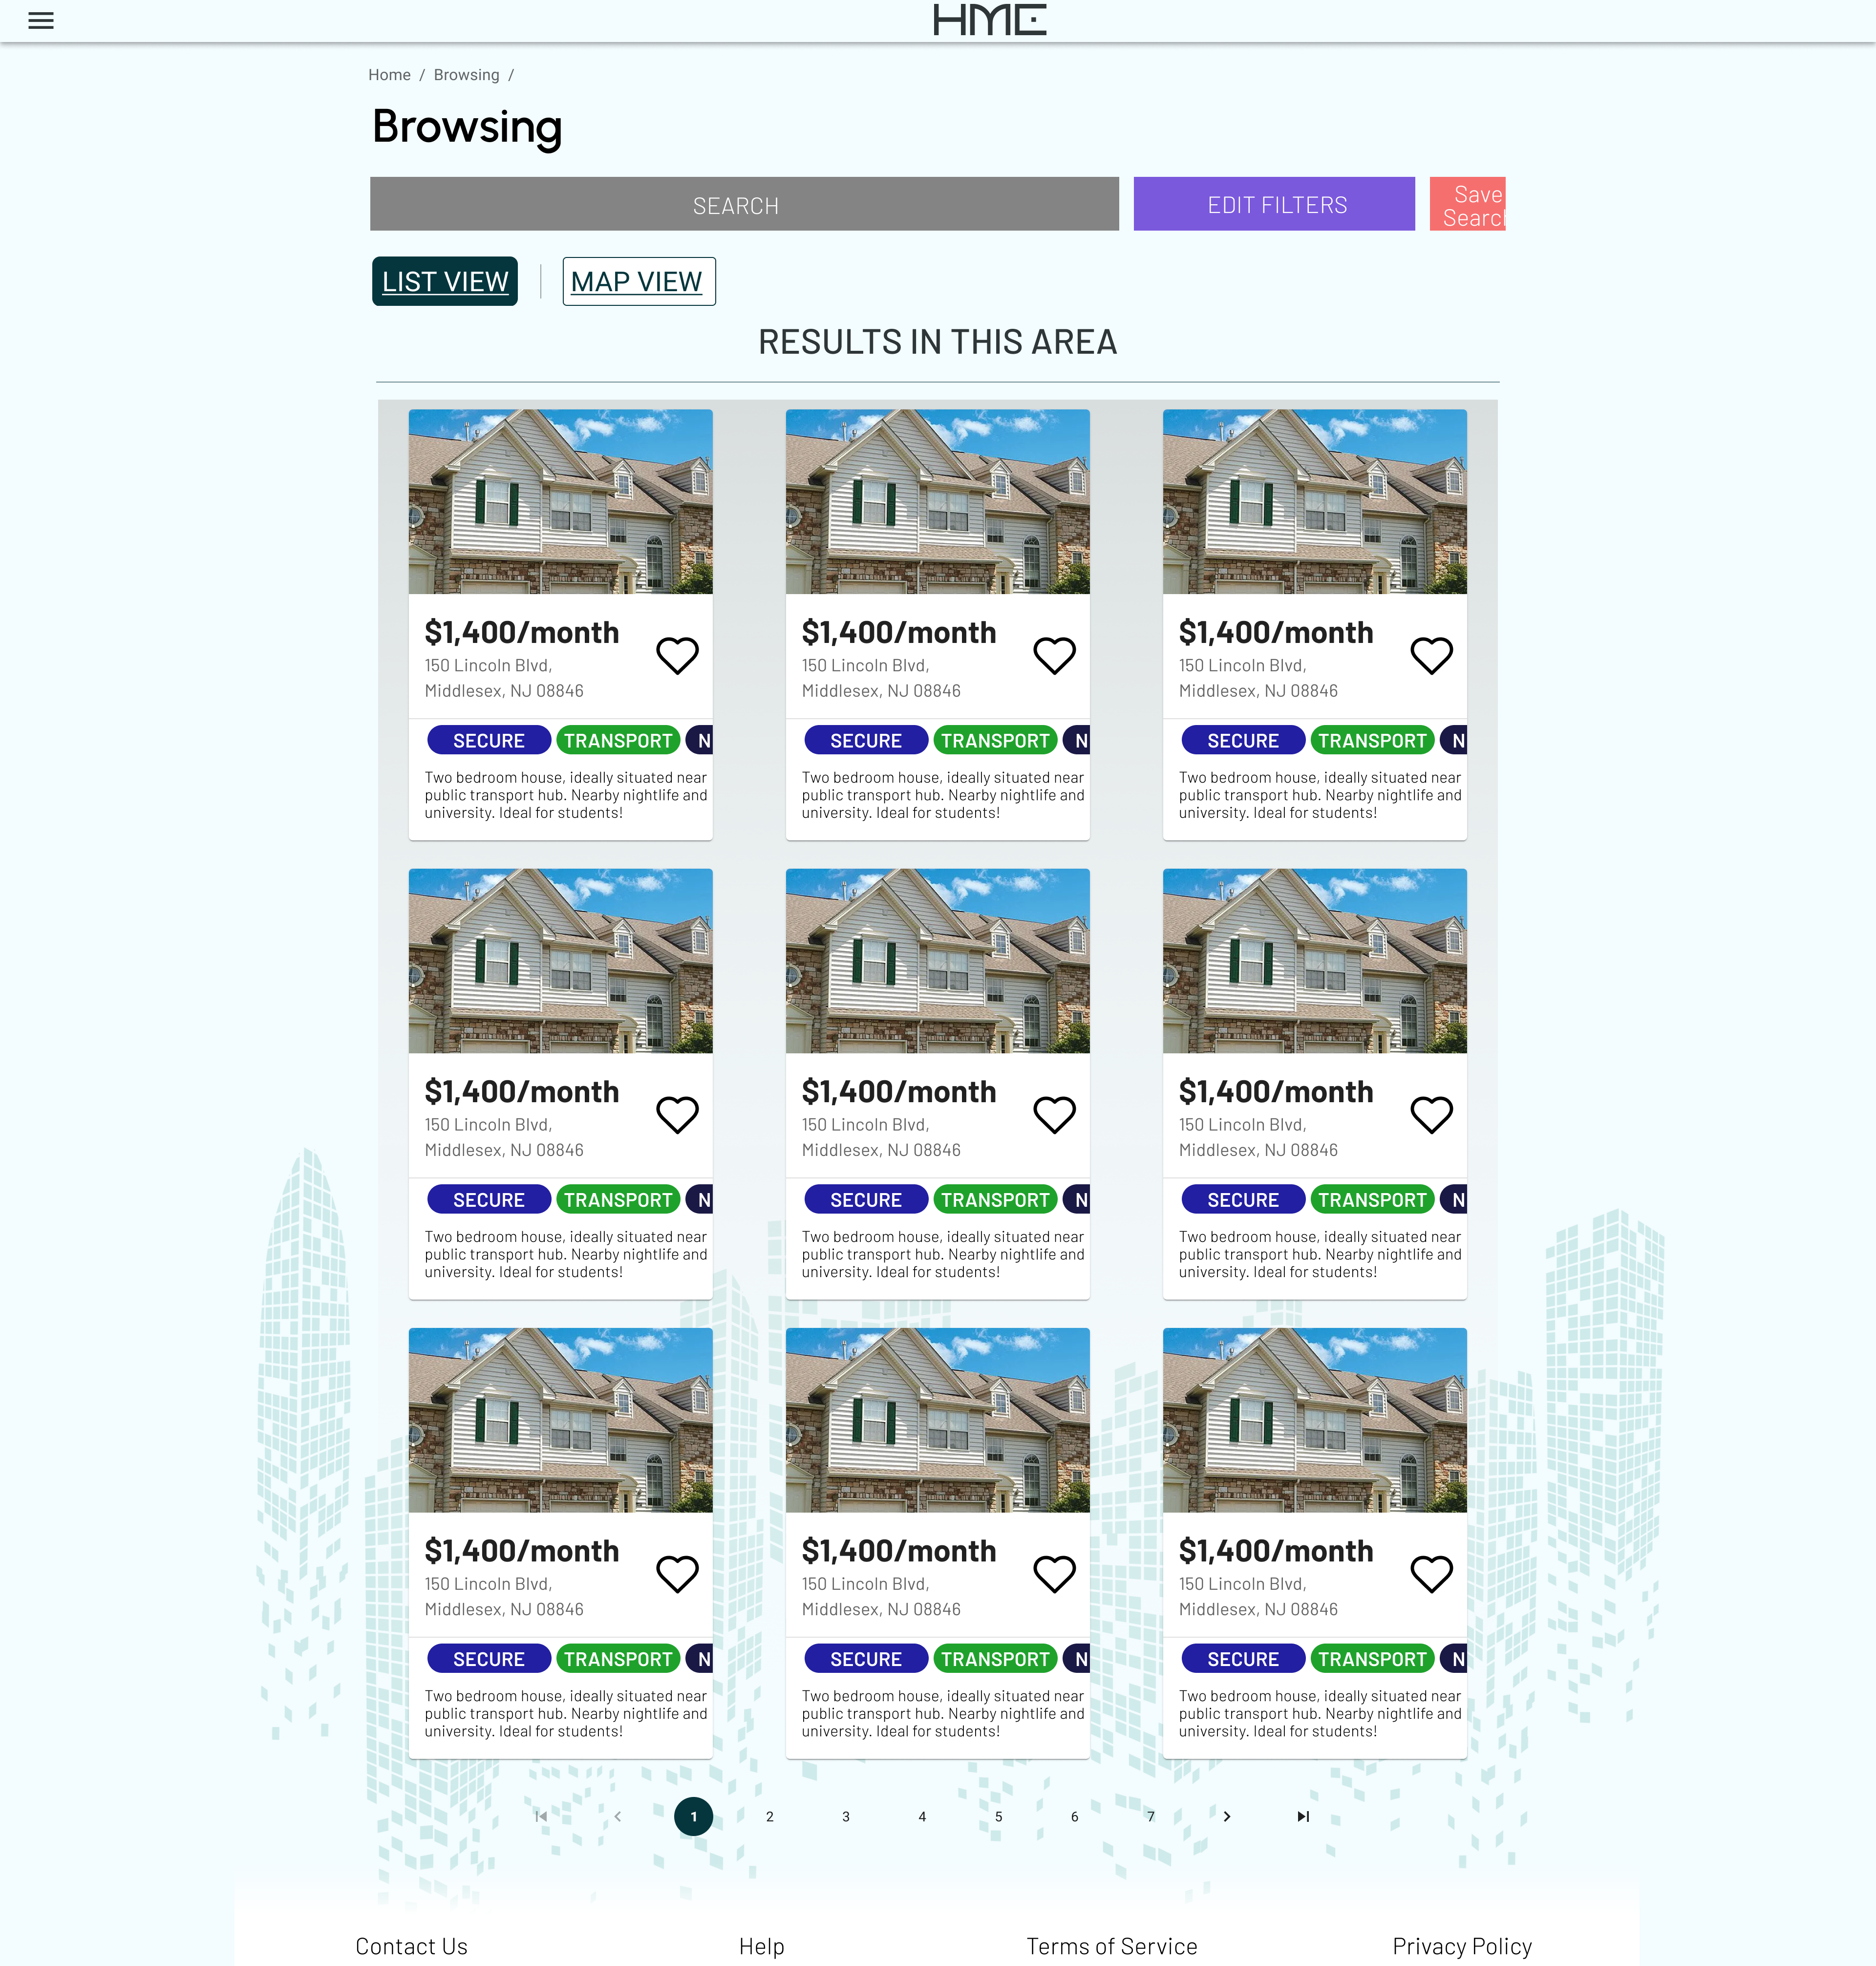 HME
Home / Browsing /
Browsing
SEARCH
EDIT FILTERS
Save
Searc
LIST VIEW
MAP VIEW
RESULTS IN THIS AREA
$1,400/month
150 Lincoln Blvd,
Middlesex, NJ 08846
SECURE TRANSPORT N
Two bedroom house, ideally situated near
public transport hub. Nearby nightlife and
university. Ideal for students!
$1,400/month
150 Lincoln Blvd,
Middlesex, NJ 08846
SECURE TRANSPORT N
Two bedroom house, ideally situated near
public transport hub. Nearby nightlife and
university. Ideal for students!
$1,400/month
150 Lincoln Blvd,
Middlesex, NJ 08846
SECURE TRANSPORT N
Two bedroom house, ideally situated near
public transport hub. Nearby nightlife and
university. Ideal for students!
$1,400/month
150 Lincoln Blvd,
Middlesex, NJ 08846
SECURE TRANSPORT N
Two bedroom house, ideally situated near
public transport hub. Nearby nightlife and
university. Ideal for students!
$1,400/month
150 Lincoln Blvd,
Middlesex, NJ 08846
SECURE TRANSPORT N
Two bedroom house, ideally situated near
public transport hub. Nearby nightlife and
university. Ideal for students!
$1,400/month
150 Lincoln Blvd,
Middlesex, NJ 08846
SECURE TRANSPORT N
Two bedroom house, ideally situated near
public transport hub. Nearby nightlife and
university. Ideal for students!
$1,400/month
150 Lincoln Blvd,
Middlesex, NJ 08846
SECURE TRANSPORT N
Two bedroom house, ideally situated near
public transport hub. Nearby nightlife and
university. Ideal for students!
$1,400/month
150 Lincoln Blvd,
Middlesex, NJ 08846
SECURE TRANSPORT N
Two bedroom house, ideally situated near
public transport hub. Nearby nightlife and
university. Ideal for students!
$1,400/month
150 Lincoln Blvd,
Middlesex, NJ 08846
SECURE TRANSPORT N
Two bedroom house, ideally situated near
public transport hub. Nearby nightlife and
university. Ideal for students!
1 2 3 4 5 6 7
Contact Us Help Terms of Service Privacy Policy